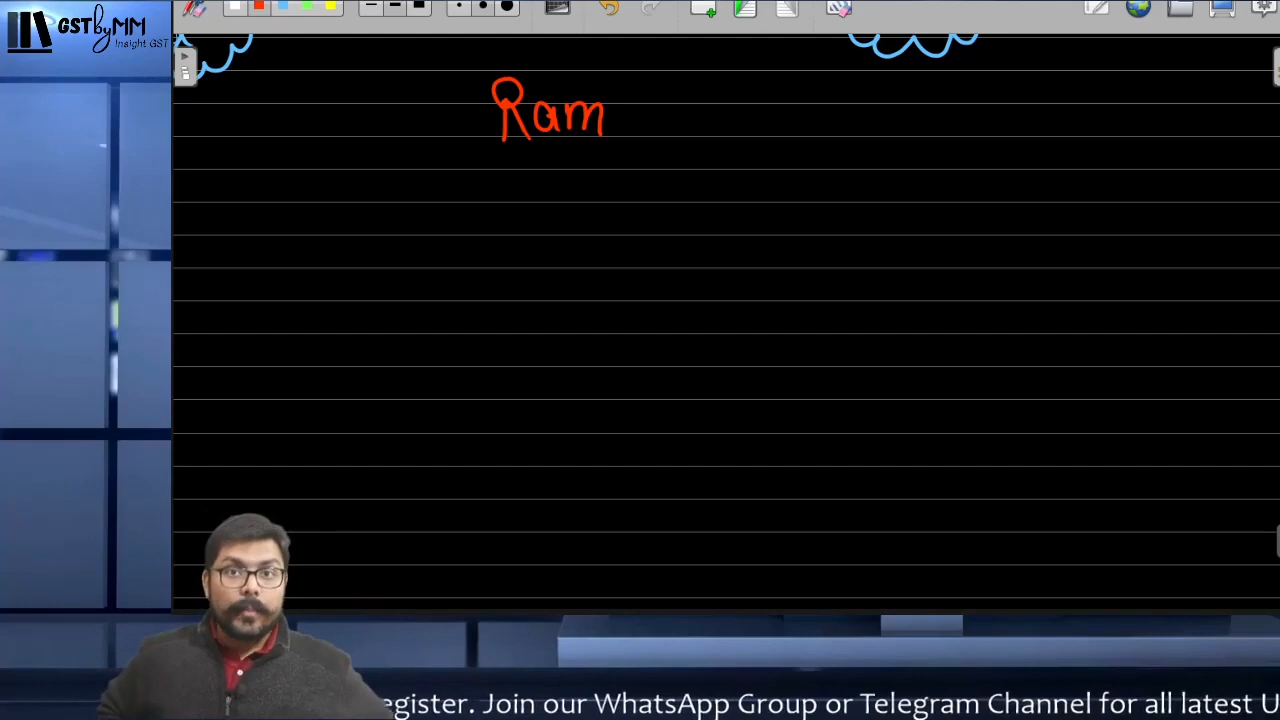 GSTbyMM
Insight GST
Ram
egister. Join our WhatsApp Group or Telegram Channel for all latest U